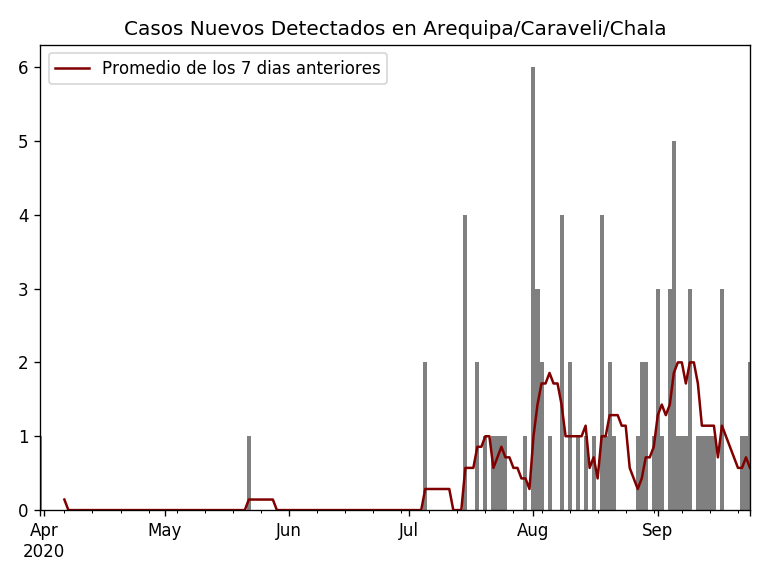 Casos Nuevos Detectados en Arequipa/Caraveli/Chala
Promedio de los 7 dias anteriores
6
5
4
3
2
1
0
Apr May Jun Jul Aug Sep
2020